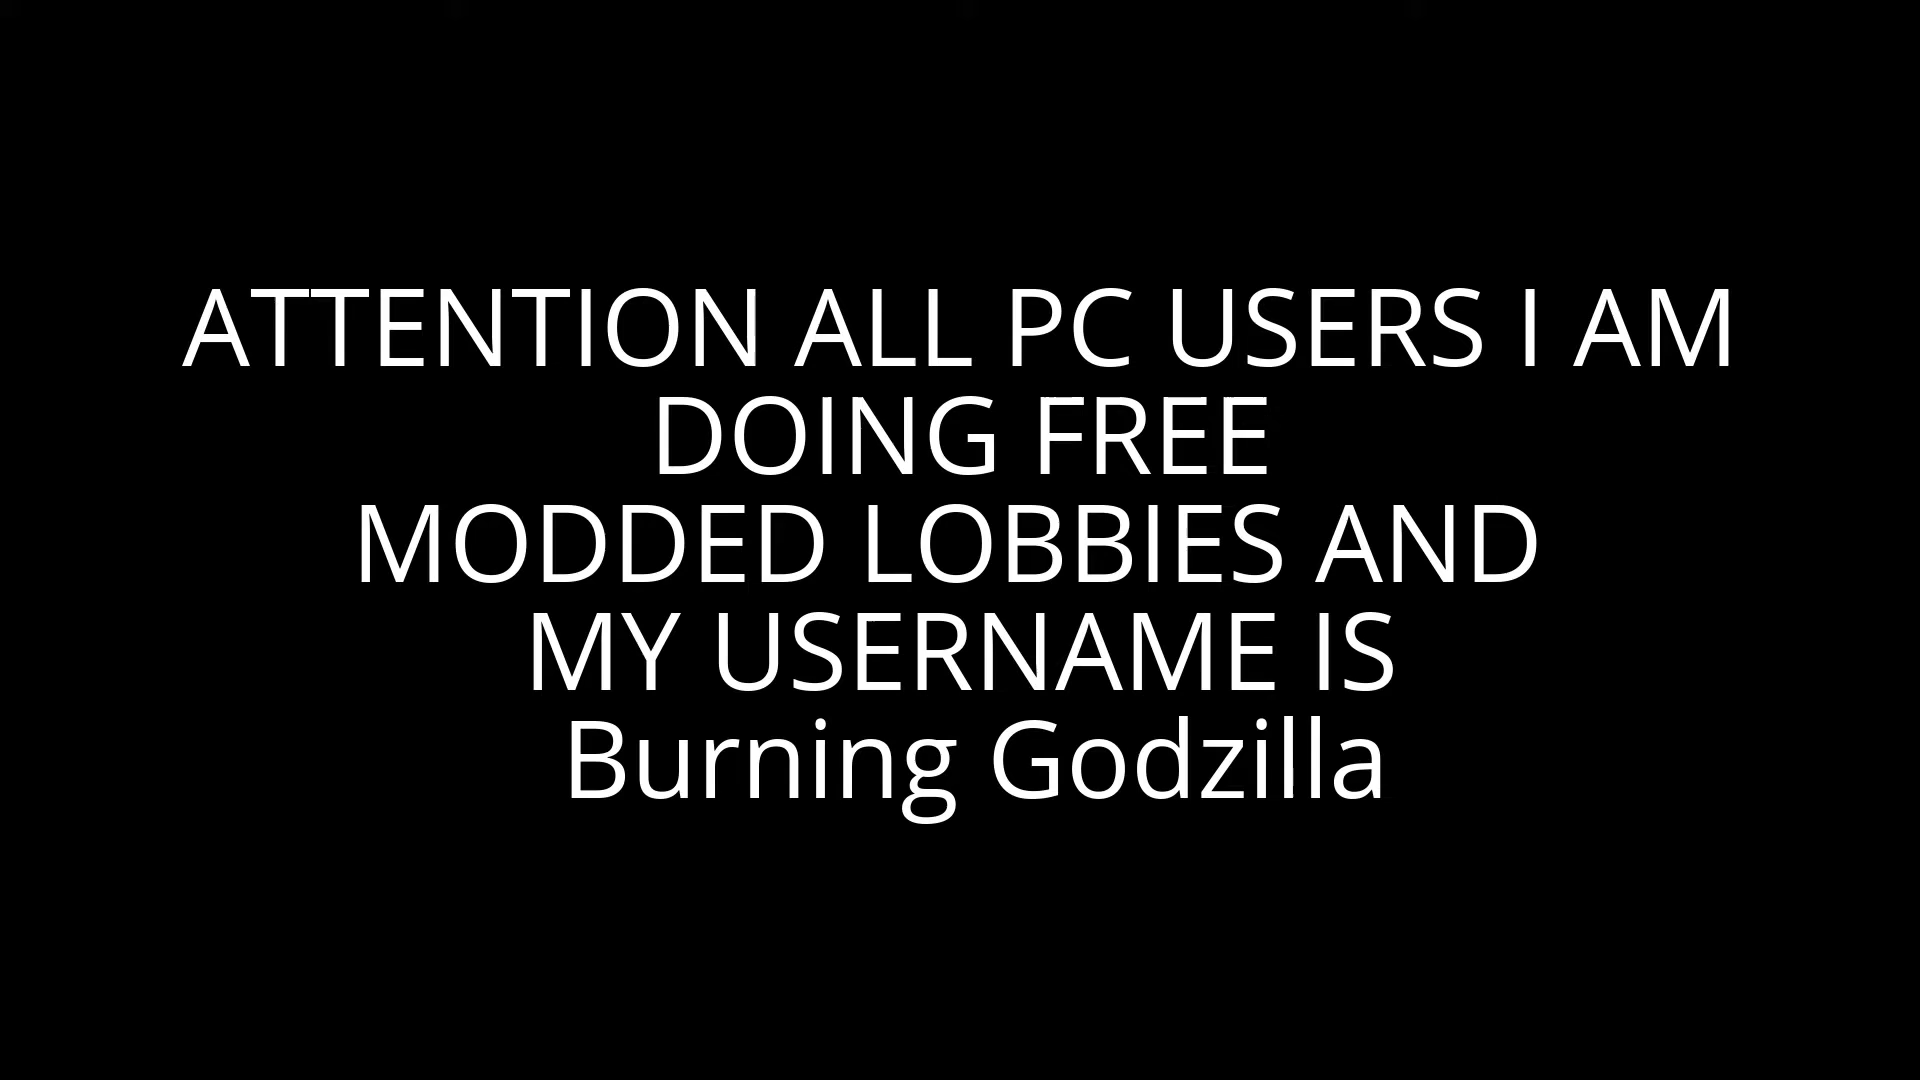 ATTENTION ALL PC USERS I AM
DOING FREE
MODDED LOBBIES AND
MY USERNAME IS
Burning Godzilla